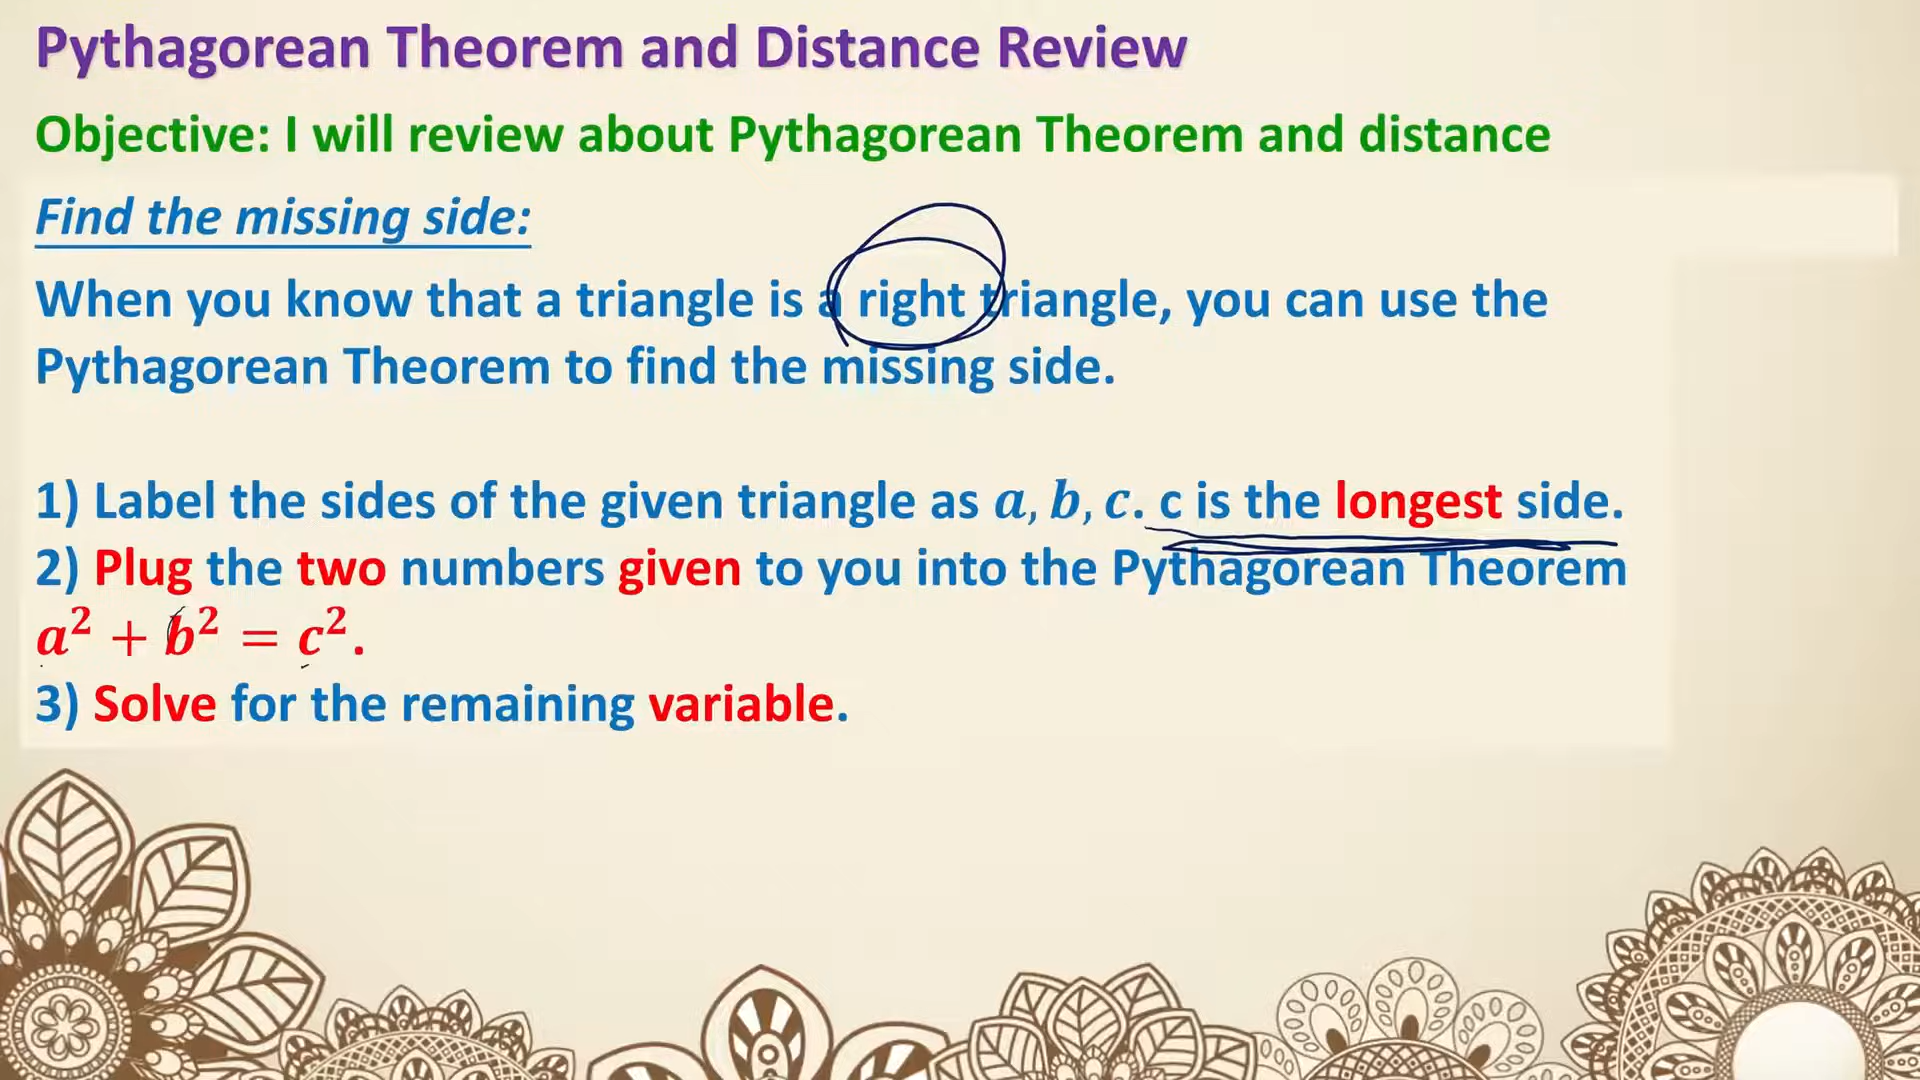 Pythagorean Theorem and Distance Review
Objective: I will review about Pythagorean Theorem and distance
Find the missing side:
When you know that a triangle is a right triangle, you can use the
Pythagorean Theorem to find the missing side.
1) Label the sides of the given triangle as a, b, c. c is the longest side.
2) Plug the two numbers given to you into the Pythagorean Theorem
a² + b² = c².
3) Solve for the remaining variable.